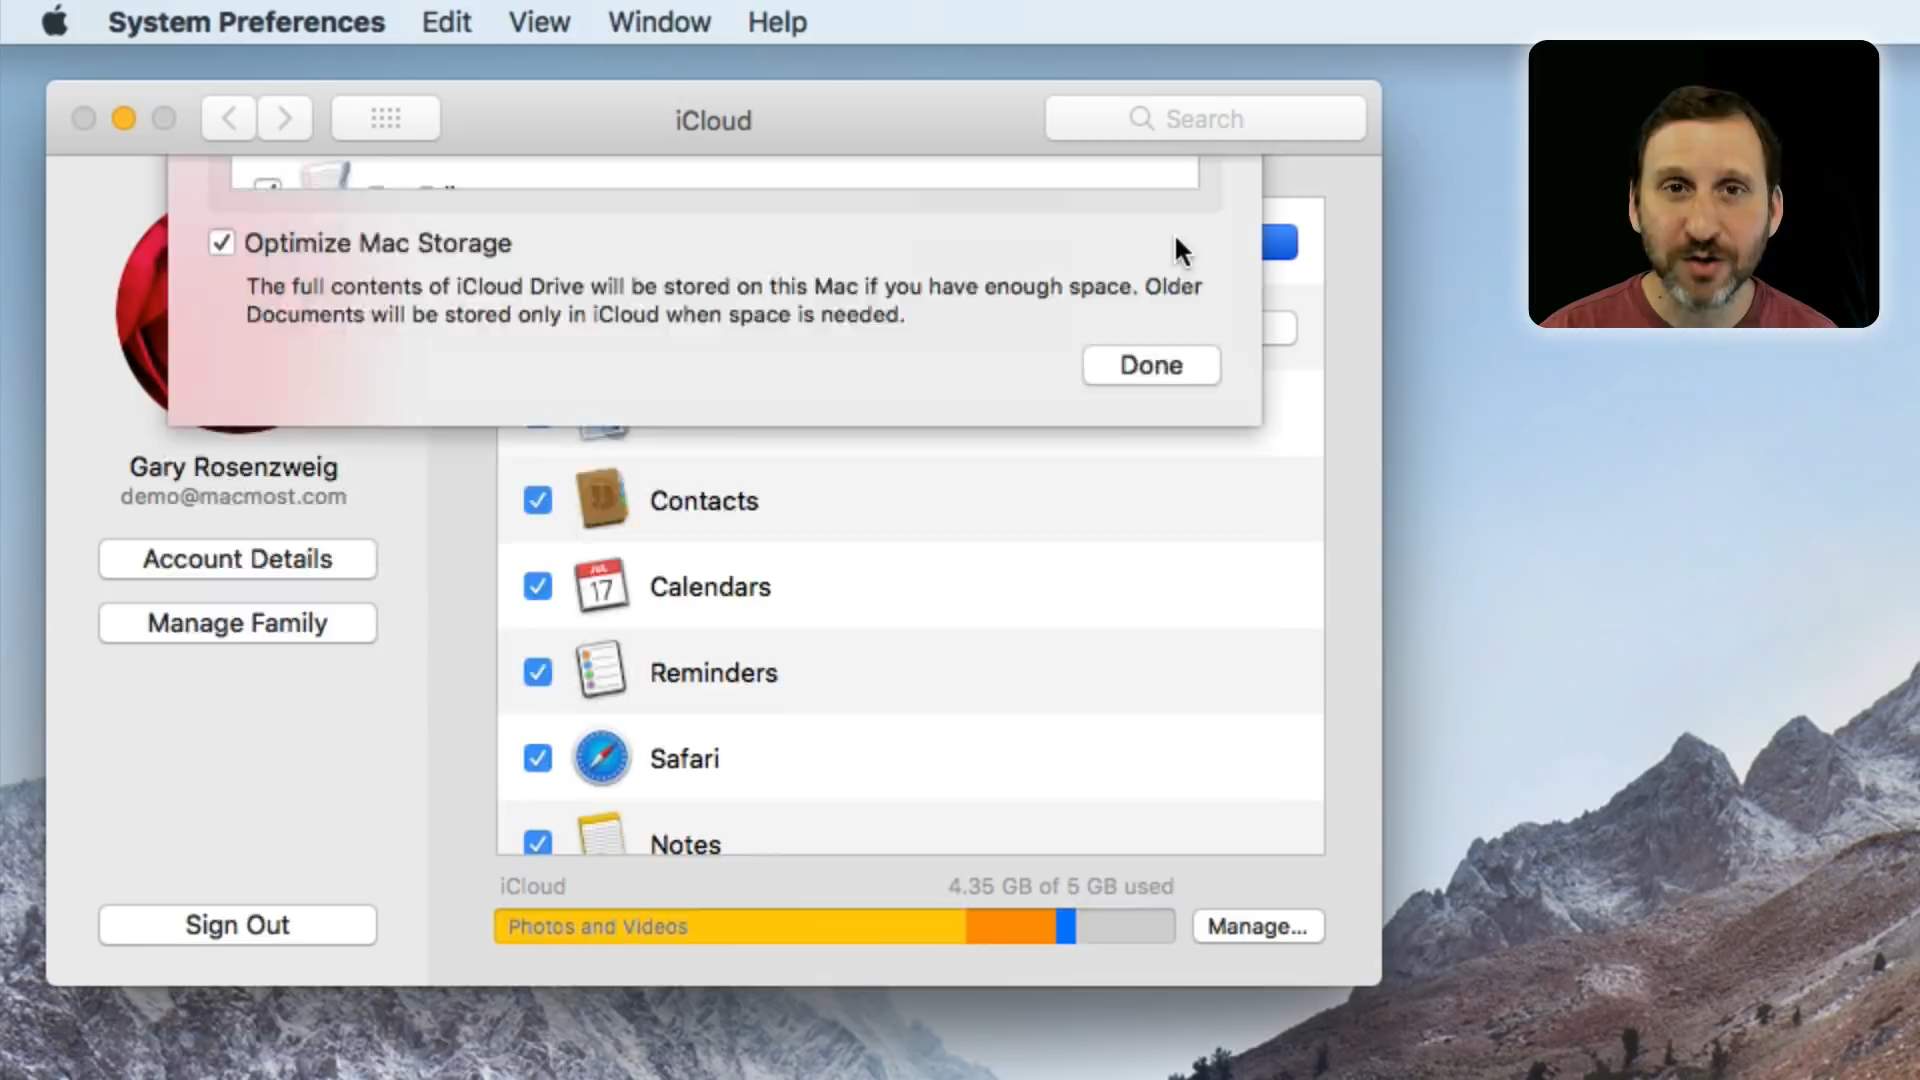 System Preferences Edit View Window Help
iCloud
Search
Optimize Mac Storage
The full contents of iCloud Drive will be stored on this Mac if you have enough space. Older
Documents will be stored only in iCloud when space is needed.
Done
Gary Rosenzweig
demo@macmost.com
Account Details
Manage Family
Sign Out
Contacts
JUL
17
Calendars
Reminders
Safari
Notes
iCloud
4.35 GB of 5 GB used
Photos and Videos
Manage...